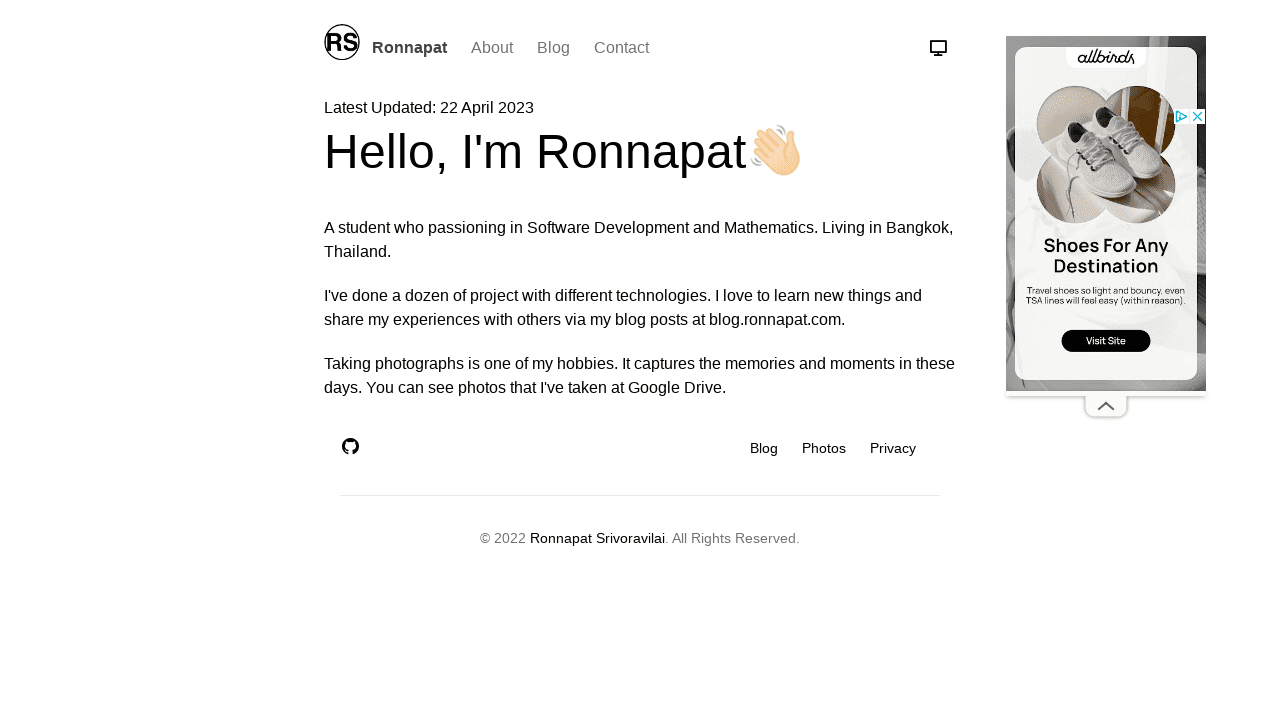 RS
Ronnapat About Blog Contact
Latest Updated: 22 April 2023
Hello, I'm Ronnapat👋
A student who passioning in Software Development and Mathematics. Living in Bangkok,
Thailand.
I've done a dozen of project with different technologies. I love to learn new things and
share my experiences with others via my blog posts at blog.ronnapat.com.
Taking photographs is one of my hobbies. It captures the memories and moments in these
days. You can see photos that I've taken at Google Drive.
Blog Photos Privacy
© 2022 Ronnapat Srivoravilai. All Rights Reserved.
allbirds
Shoes For Any
Destination
Travel shoes so light and bouncy, even
TSA lines will feel easy (within reason).
Visit Site